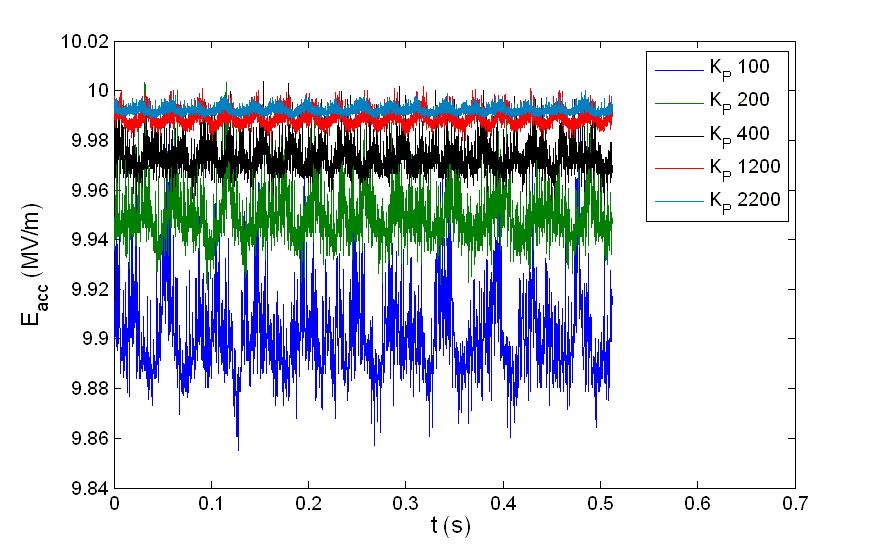 10.02
10
9.98
9.96
9.94
9.92
9.9
9.88
9.86
9.84
0 0.1 0.2 0.3 0.4 0.5 0.6 0.7
E_acc (MV/m)
t (s)
K_P 100
K_P 200
K_P 400
K_P 1200
K_P 2200